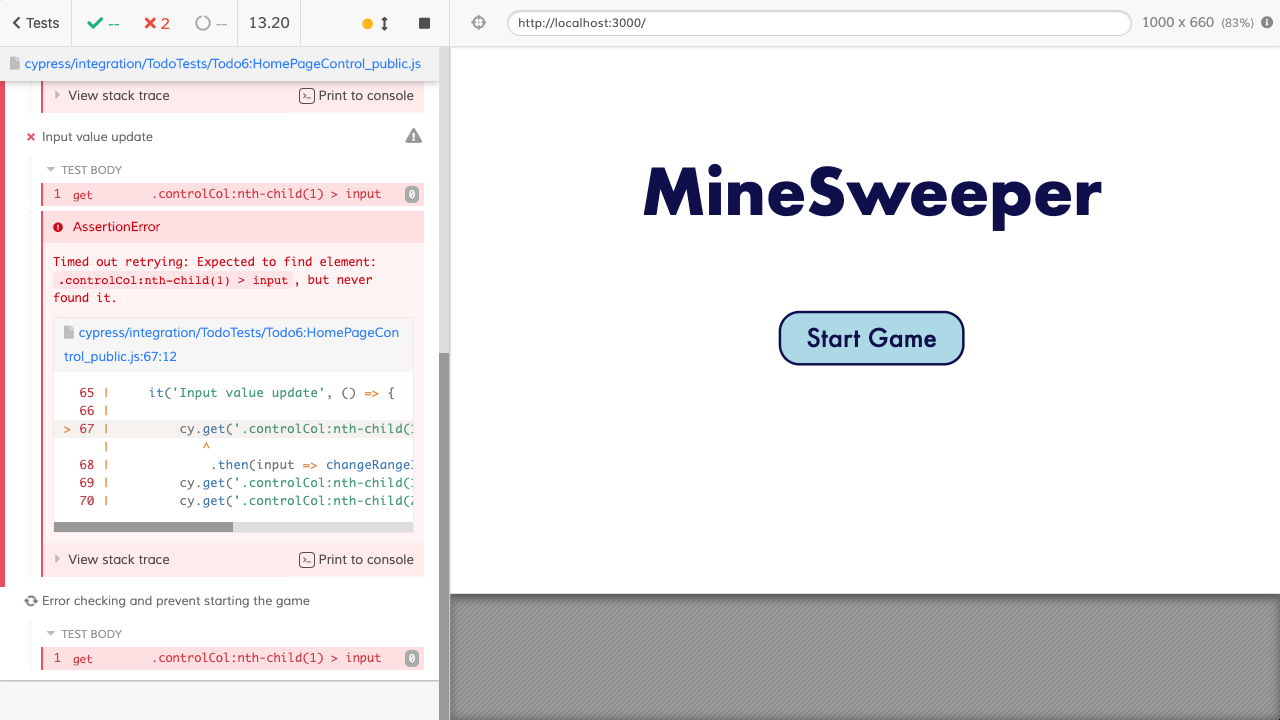 Tests
--
2
--
13.20
http://localhost:3000/
1000 x 660 (83%)
cypress/integration/TodoTests/Todo6:HomePageControl_public.js
View stack trace
Print to console
Input value update
TEST BODY
1 get .controlCol:nth-child(1) > input 0
AssertionError
Timed out retrying: Expected to find element:
.controlCol:nth-child(1) > input, but never
found it.
cypress/integration/TodoTests/Todo6:HomePageCon
trol_public.js:67:12
65 | it('Input value update', () => {
66 |
> 67 | cy.get('.controlCol:nth-child(1
| ^
68 | .then(input => changeRangeI
69 | cy.get('.controlCol:nth-child(1
70 | cy.get('.controlCol:nth-child(2
View stack trace
Print to console
Error checking and prevent starting the game
TEST BODY
1 get .controlCol:nth-child(1) > input 0
MineSweeper
Start Game